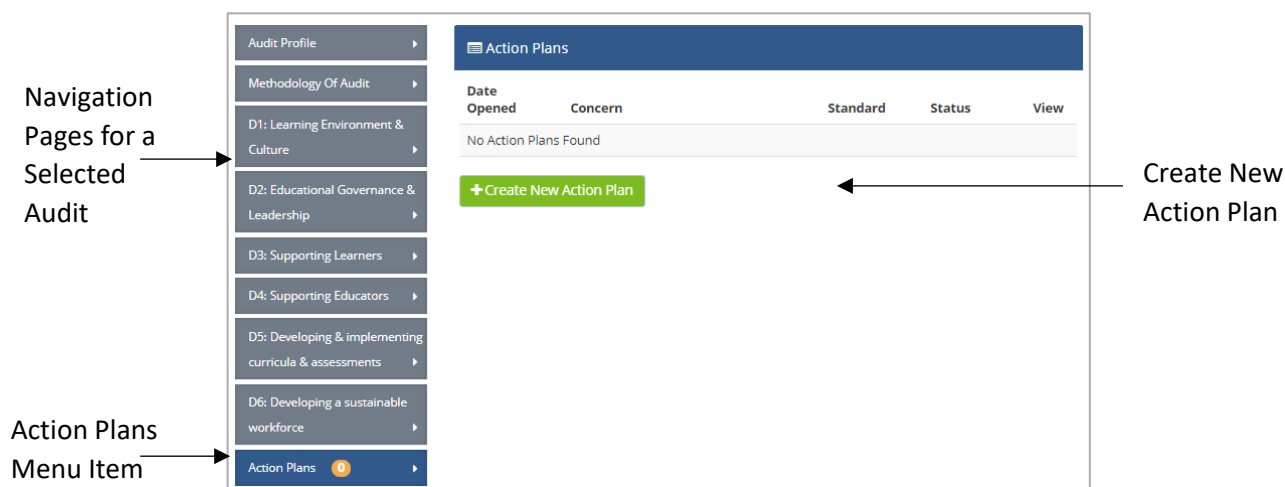 Navigation
Pages for a
Selected
Audit
Action Plans
Menu Item
Audit Profile
Methodology Of Audit
D1: Learning Environment &
Culture
D2: Educational Governance &
Leadership
D3: Supporting Learners
D4: Supporting Educators
D5: Developing & implementing
curricula & assessments
D6: Developing a sustainable
workforce
Action Plans 0
Action Plans
Date
Opened Concern Standard Status View
No Action Plans Found
+Create New Action Plan
Create New
Action Plan